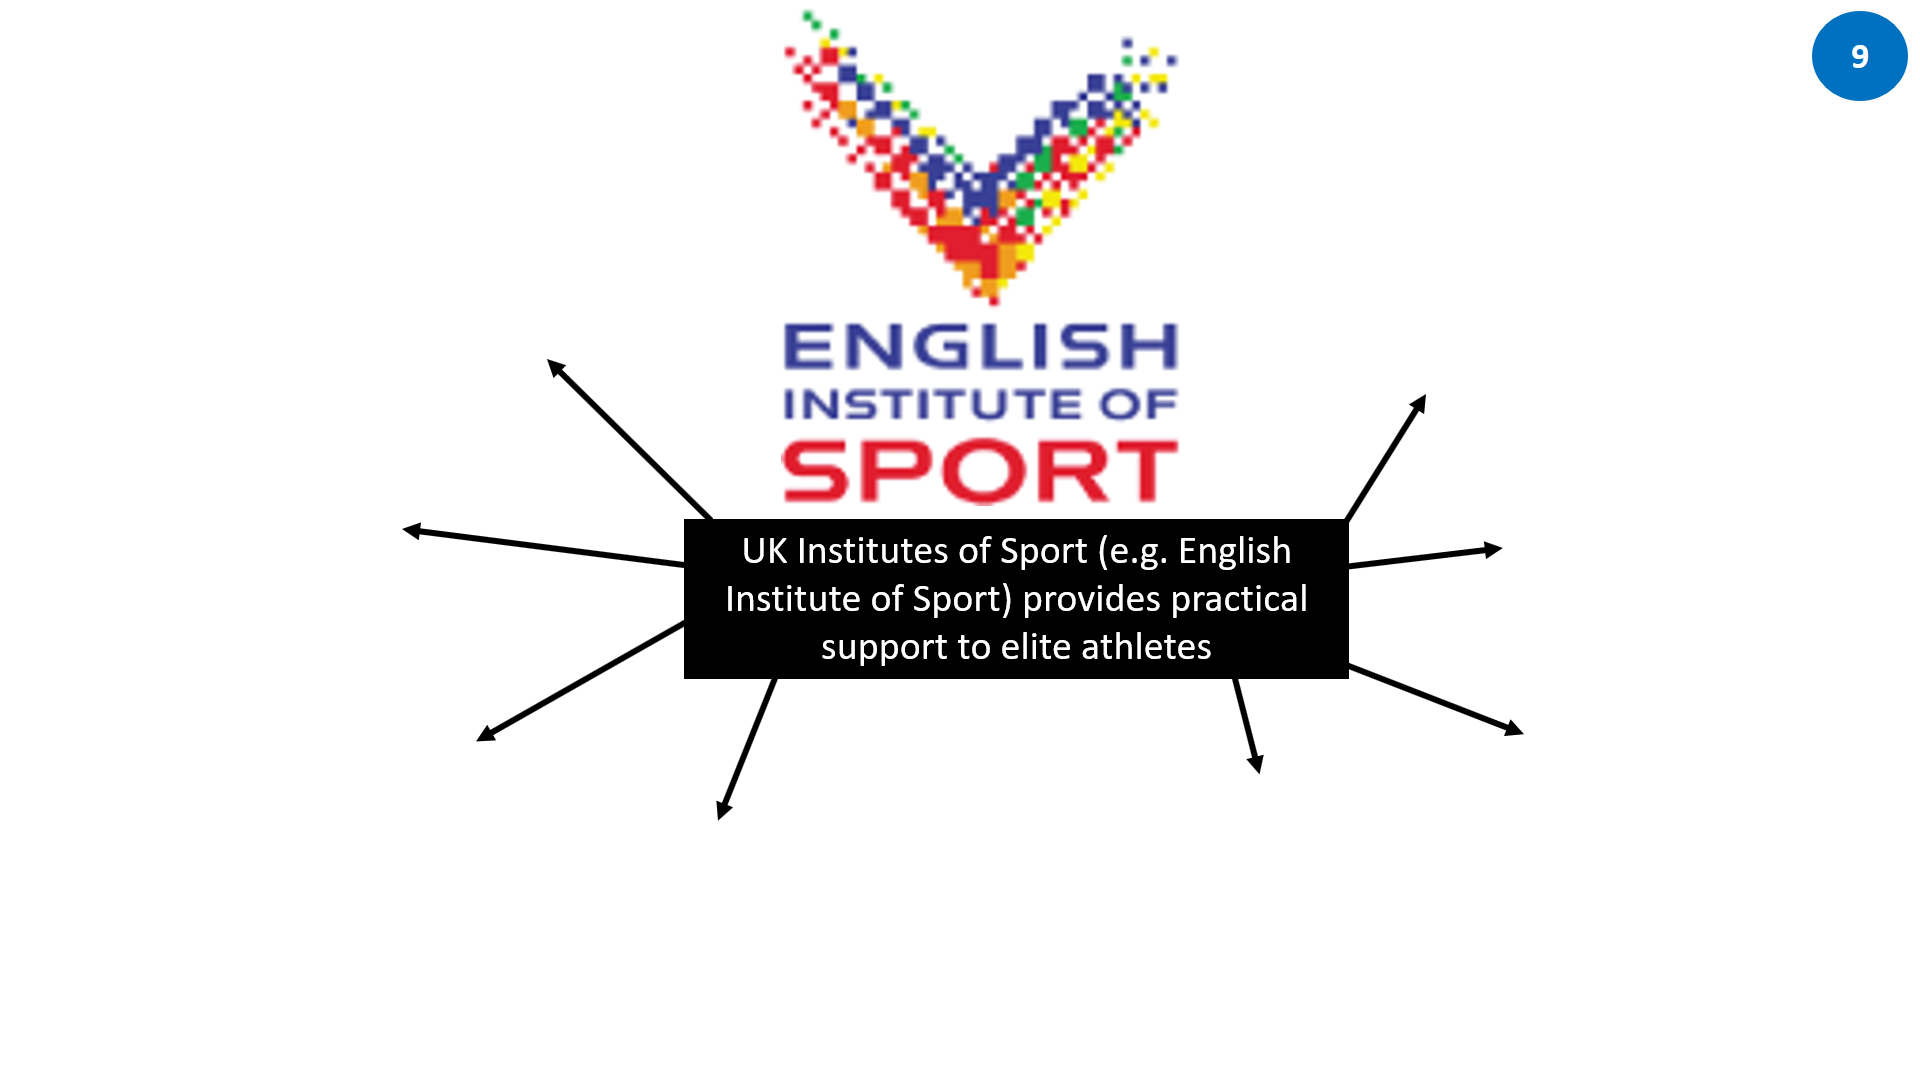 9
ENGLISH
INSTITUTE OF
SPORT
UK Institutes of Sport (e.g. English
Institute of Sport) provides practical
support to elite athletes